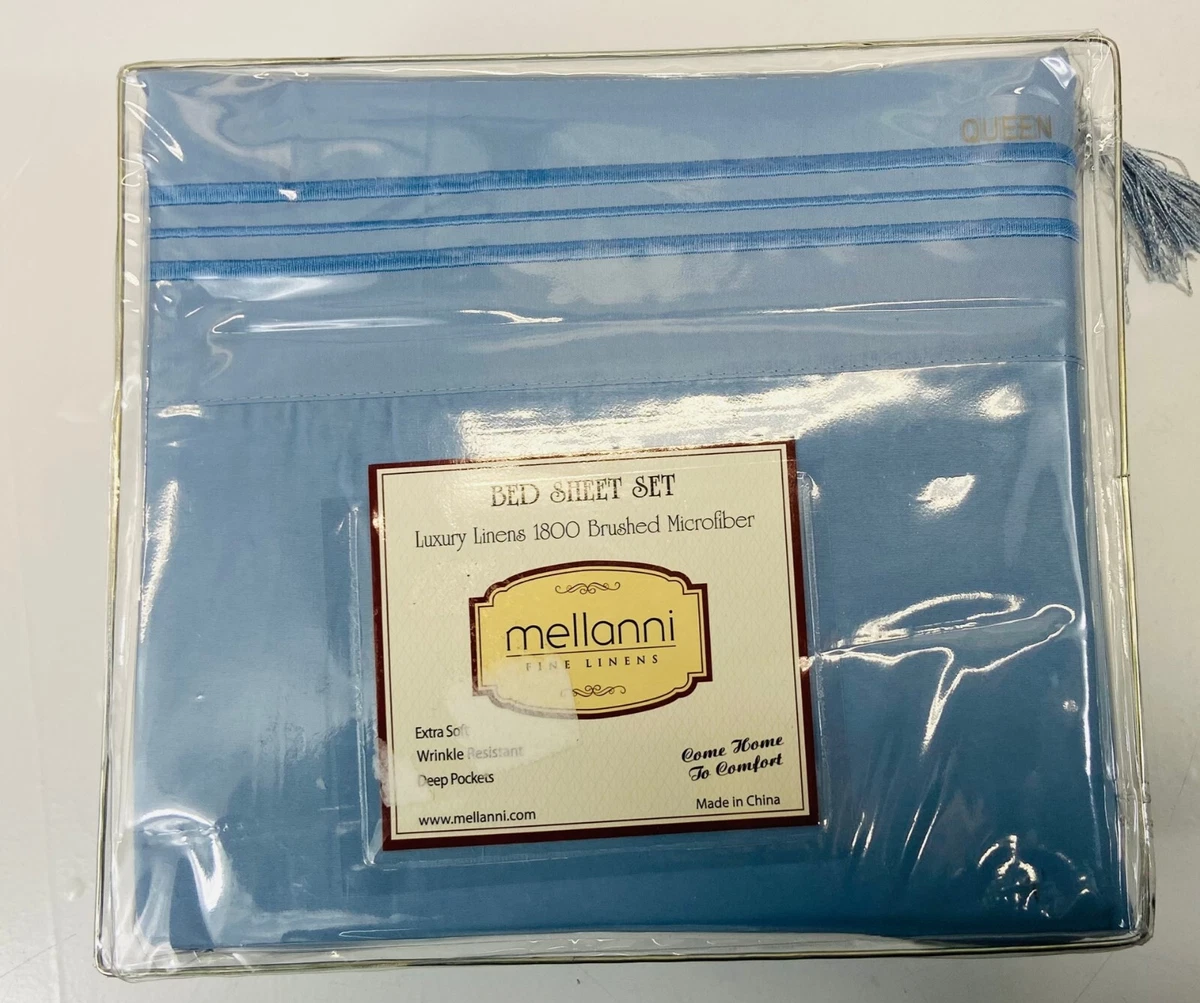 QUEEN
BED SHEET SET
Luxury Linens 1800 Brushed Microfiber
mellanni
FINE LINENS
Extra Soft
Wrinkle Resistant
Deep Pockets
Come Home
To Comfort
www.mellanni.com
Made in China